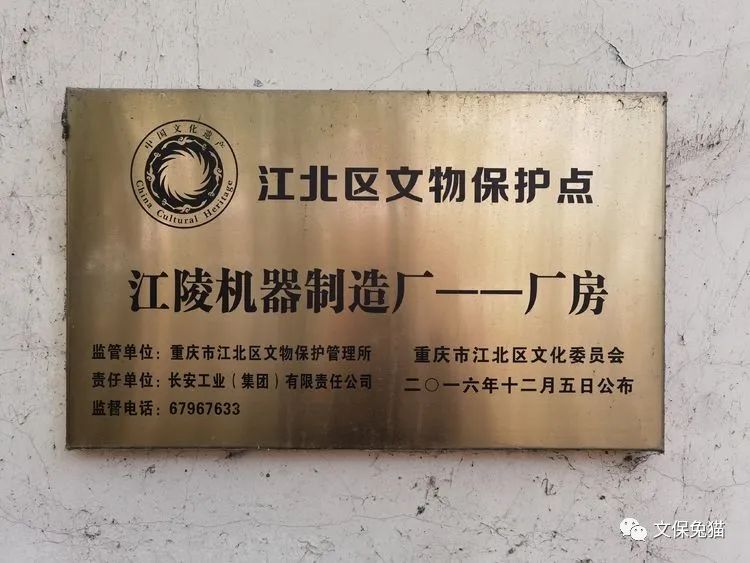 中国文化遗产
China Cultural Heritage
江北区文物保护点
江陵机器制造厂——厂房
监管单位：重庆市江北区文物保护管理所
责任单位：长安工业（集团）有限责任公司
监督电话：67967633
重庆市江北区文化委员会
二〇一六年十二月五日公布
文保兔猫